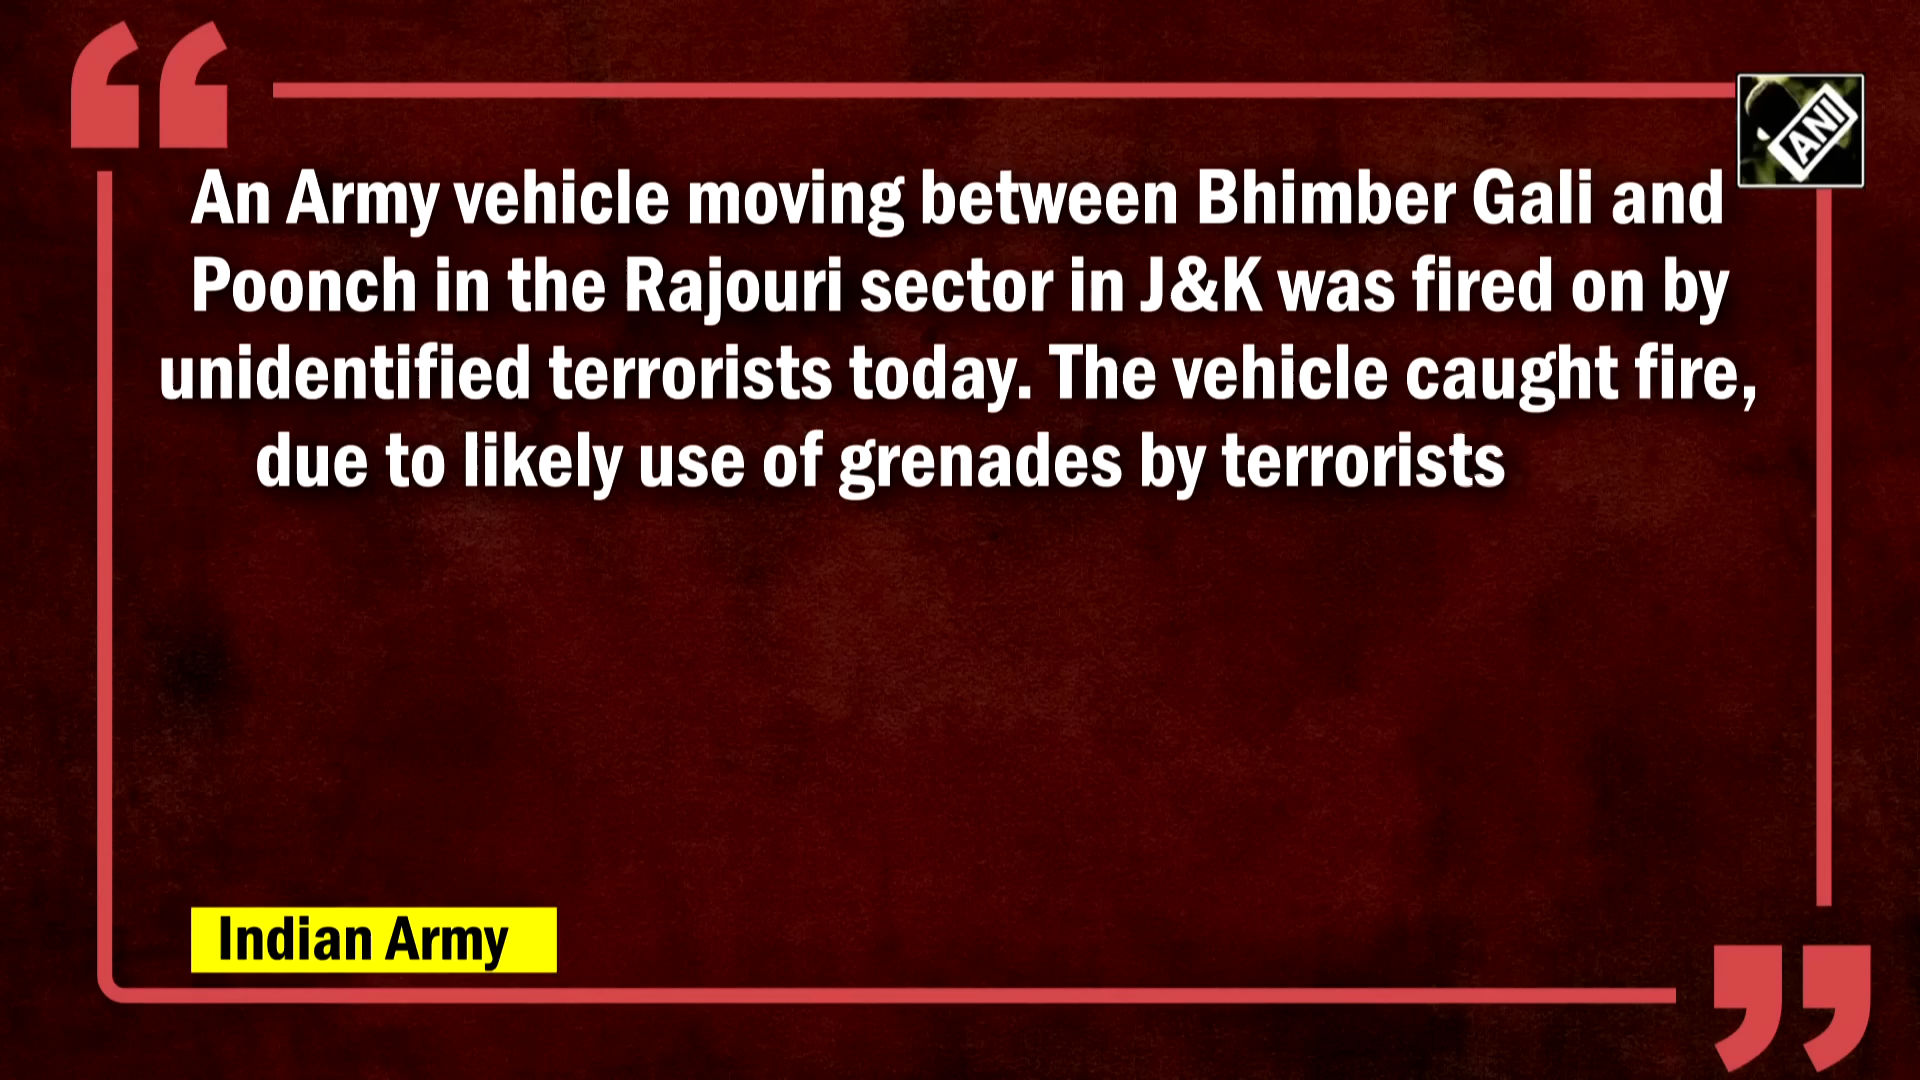 ANI
An Army vehicle moving between Bhimber Gali and
Poonch in the Rajouri sector in J&K was fired on by
unidentified terrorists today. The vehicle caught fire,
due to likely use of grenades by terrorists
Indian Army